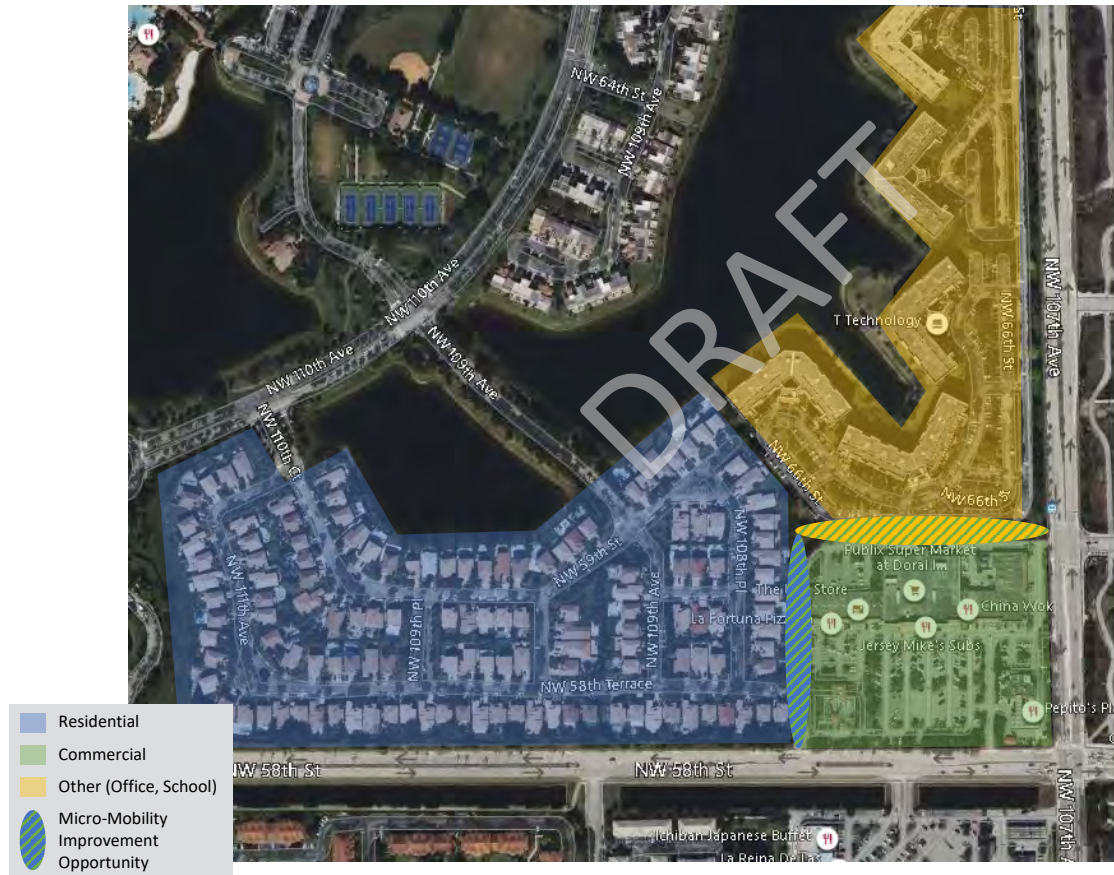 NW 64th St
NW 109th Ave
DRAFT
NW 110th Ave
NW 107th Ave
T Technology
NW 66th St
NW 110th Ave
NW 109th Ave
NW 110th Ct
NW 66th St
NW 66th St
Publix Super Market
at Doral
NW 59th St
NW 108th Pl
The
Store
NW 111th Ave
NW 109th Pl
NW 109th Ave
La Fortuna
China Wok
Jersey Mike's Subs
NW 58th Terrace
Pepito's
NW 58th St
NW 58th St
NW 107th
Ichiban Japanese Buffet
La Reina De Las
Residential
Commercial
Other (Office, School)
Micro-Mobility
Improvement
Opportunity